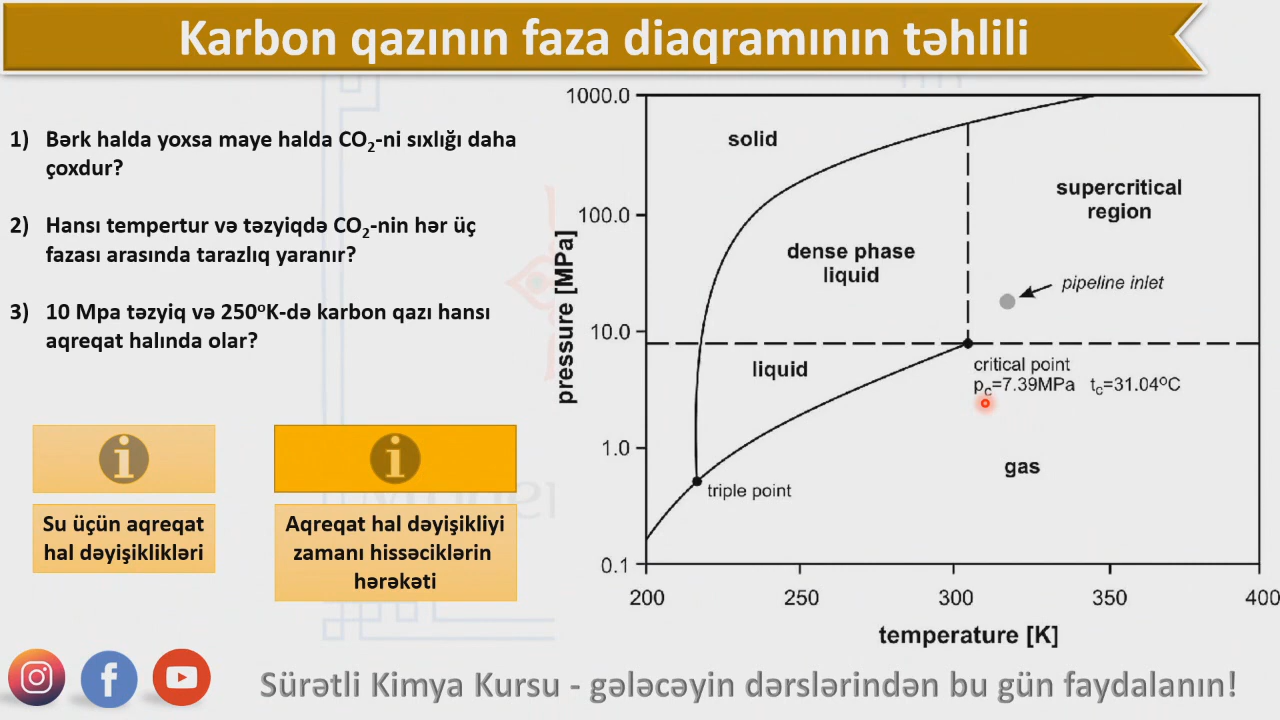 Karbon qazının faza diaqramının təhlili
1) Bərk halda yoxsa maye halda CO₂-ni sıxlığı daha
çoxdur?
2) Hansı tempertur və təzyiqdə CO₂-nin hər üç
fazası arasında tarazlıq yaranır?
3) 10 Mpa təzyiq və 250ᵒK-də karbon qazı hansı
aqreqat halında olar?
Su üçün aqreqat
hal dəyişiklikləri
Aqreqat hal dəyişikliyi
zamanı hissəciklərin
hərəkəti
pressure [MPa]
1000.0
100.0
10.0
1.0
0.1
solid
supercritical
region
dense phase
liquid
pipeline inlet
liquid
critical point
p_c=7.39MPa t_c=31.04ᵒC
gas
triple point
200 250 300 350 400
temperature [K]
Sürətli Kimya Kursu - gələcəyin dərslərindən bu gün faydalanın!